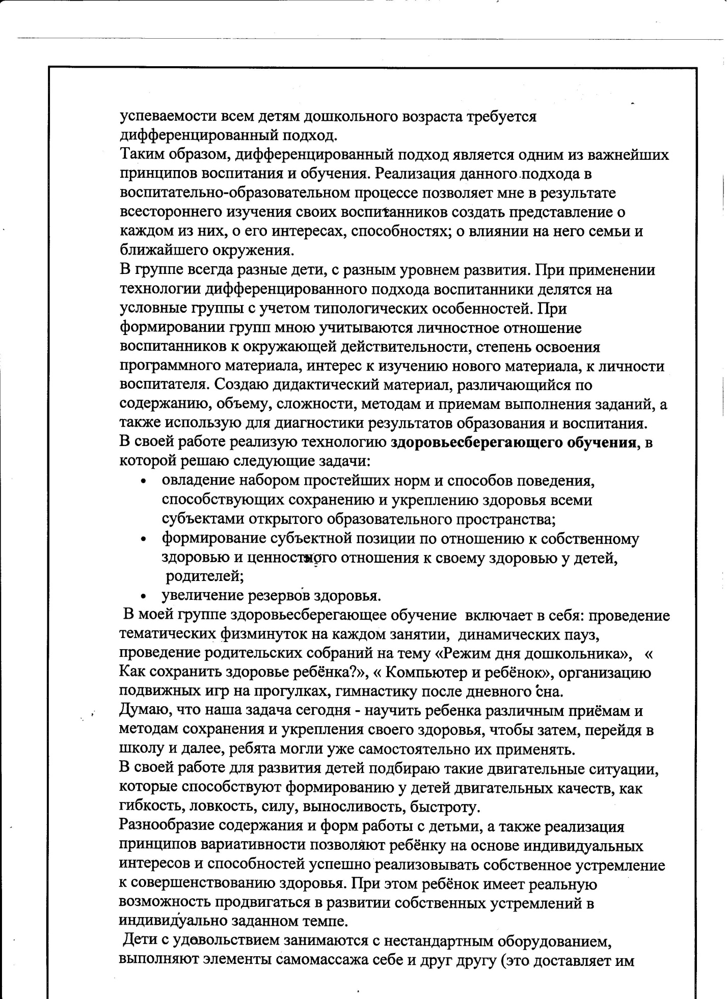 успеваемости всем детям дошкольного возраста требуется
дифференцированный подход.
Таким образом, дифференцированный подход является одним из важнейших
принципов воспитания и обучения. Реализация данного подхода в
воспитательно-образовательном процессе позволяет мне в результате
всестороннего изучения своих воспитанников создать представление о
каждом из них, о его интересах, способностях; о влиянии на него семьи и
ближайшего окружения.
В группе всегда разные дети, с разным уровнем развития. При применении
технологии дифференцированного подхода воспитанники делятся на
условные группы с учетом типологических особенностей. При
формировании групп мною учитываются личностное отношение
воспитанников к окружающей действительности, степень освоения
программного материала, интерес к изучению нового материала, к личности
воспитателя. Создаю дидактический материал, различающийся по
содержанию, объему, сложности, методам и приемам выполнения заданий, а
также использую для диагностики результатов образования и воспитания.
В своей работе реализую технологию здоровьесберегающего обучения, в
которой решаю следующие задачи:
• овладение набором простейших норм и способов поведения,
способствующих сохранению и укреплению здоровья всеми
субъектами открытого образовательного пространства;
• формирование субъектной позиции по отношению к собственному
здоровью и ценностного отношения к своему здоровью у детей,
родителей;
• увеличение резервов здоровья.
В моей группе здоровьесберегающее обучение  включает в себя: проведение
тематических физминуток на каждом занятии,  динамических пауз,
проведение родительских собраний на тему «Режим дня дошкольника»,   «
Как сохранить здоровье ребёнка?», « Компьютер и ребёнок», организацию
подвижных игр на прогулках, гимнастику после дневного сна.
Думаю, что наша задача сегодня - научить ребенка различным приёмам и
методам сохранения и укрепления своего здоровья, чтобы затем, перейдя в
школу и далее, ребята могли уже самостоятельно их применять.
В своей работе для развития детей подбираю такие двигательные ситуации,
которые способствуют формированию у детей двигательных качеств, как
гибкость, ловкость, силу, выносливость, быстроту.
Разнообразие содержания и форм работы с детьми, а также реализация
принципов вариативности позволяют ребёнку на основе индивидуальных
интересов и способностей успешно реализовывать собственное устремление
к совершенствованию здоровья. При этом ребёнок имеет реальную
возможность продвигаться в развитии собственных устремлений в
индивидуально заданном темпе.
Дети с удовольствием занимаются с нестандартным оборудованием,
выполняют элементы самомассажа себе и друг другу (это доставляет им